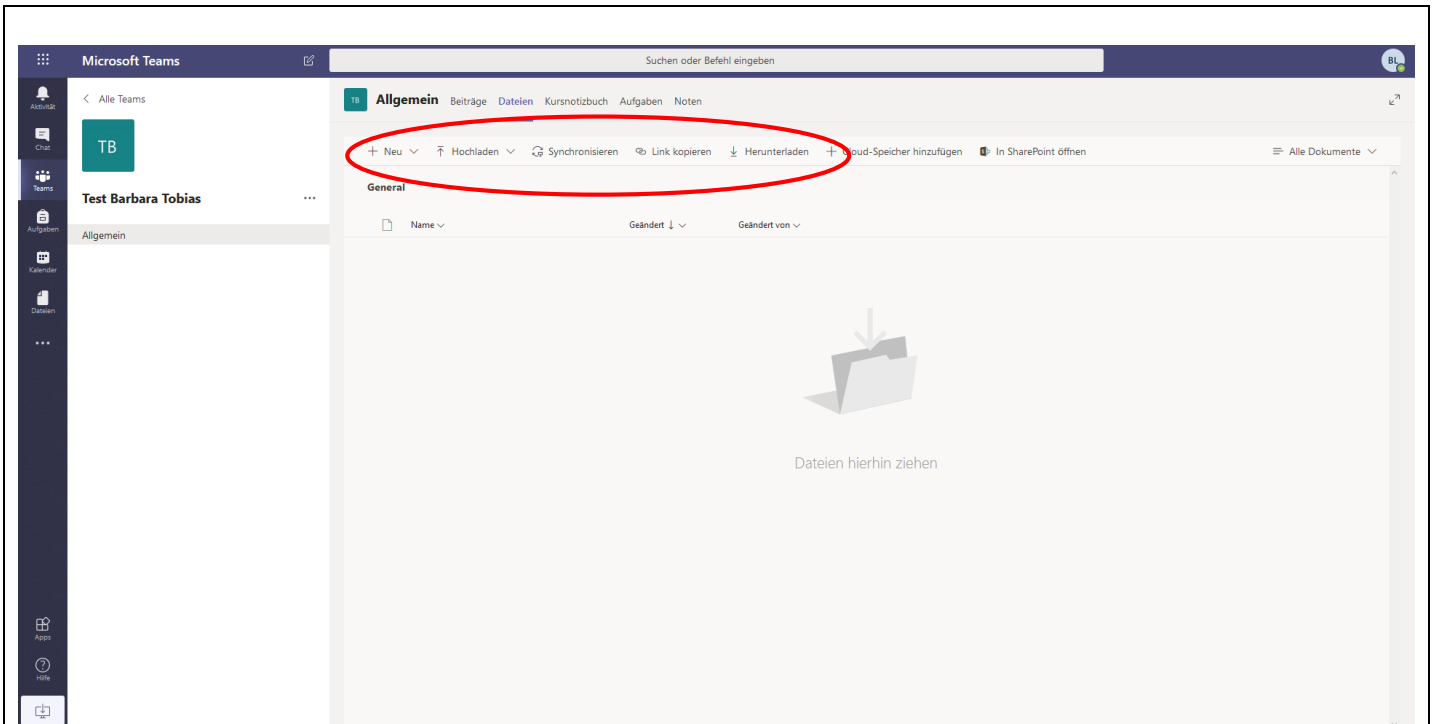 Microsoft Teams
Suchen oder Befehl eingeben
BL
Aktivität
Chat
Teams
Aufgaben
Kalender
Dateien
Apps
Hilfe
Alle Teams
TB
Test Barbara Tobias
Allgemein
TB Allgemein Beiträge Dateien Kursnotizbuch Aufgaben Noten
+ Neu Hochladen Synchronisieren Link kopieren Herunterladen + Cloud-Speicher hinzufügen In SharePoint öffnen Alle Dokumente
General
Name Geändert ↓ Geändert von
Dateien hierhin ziehen